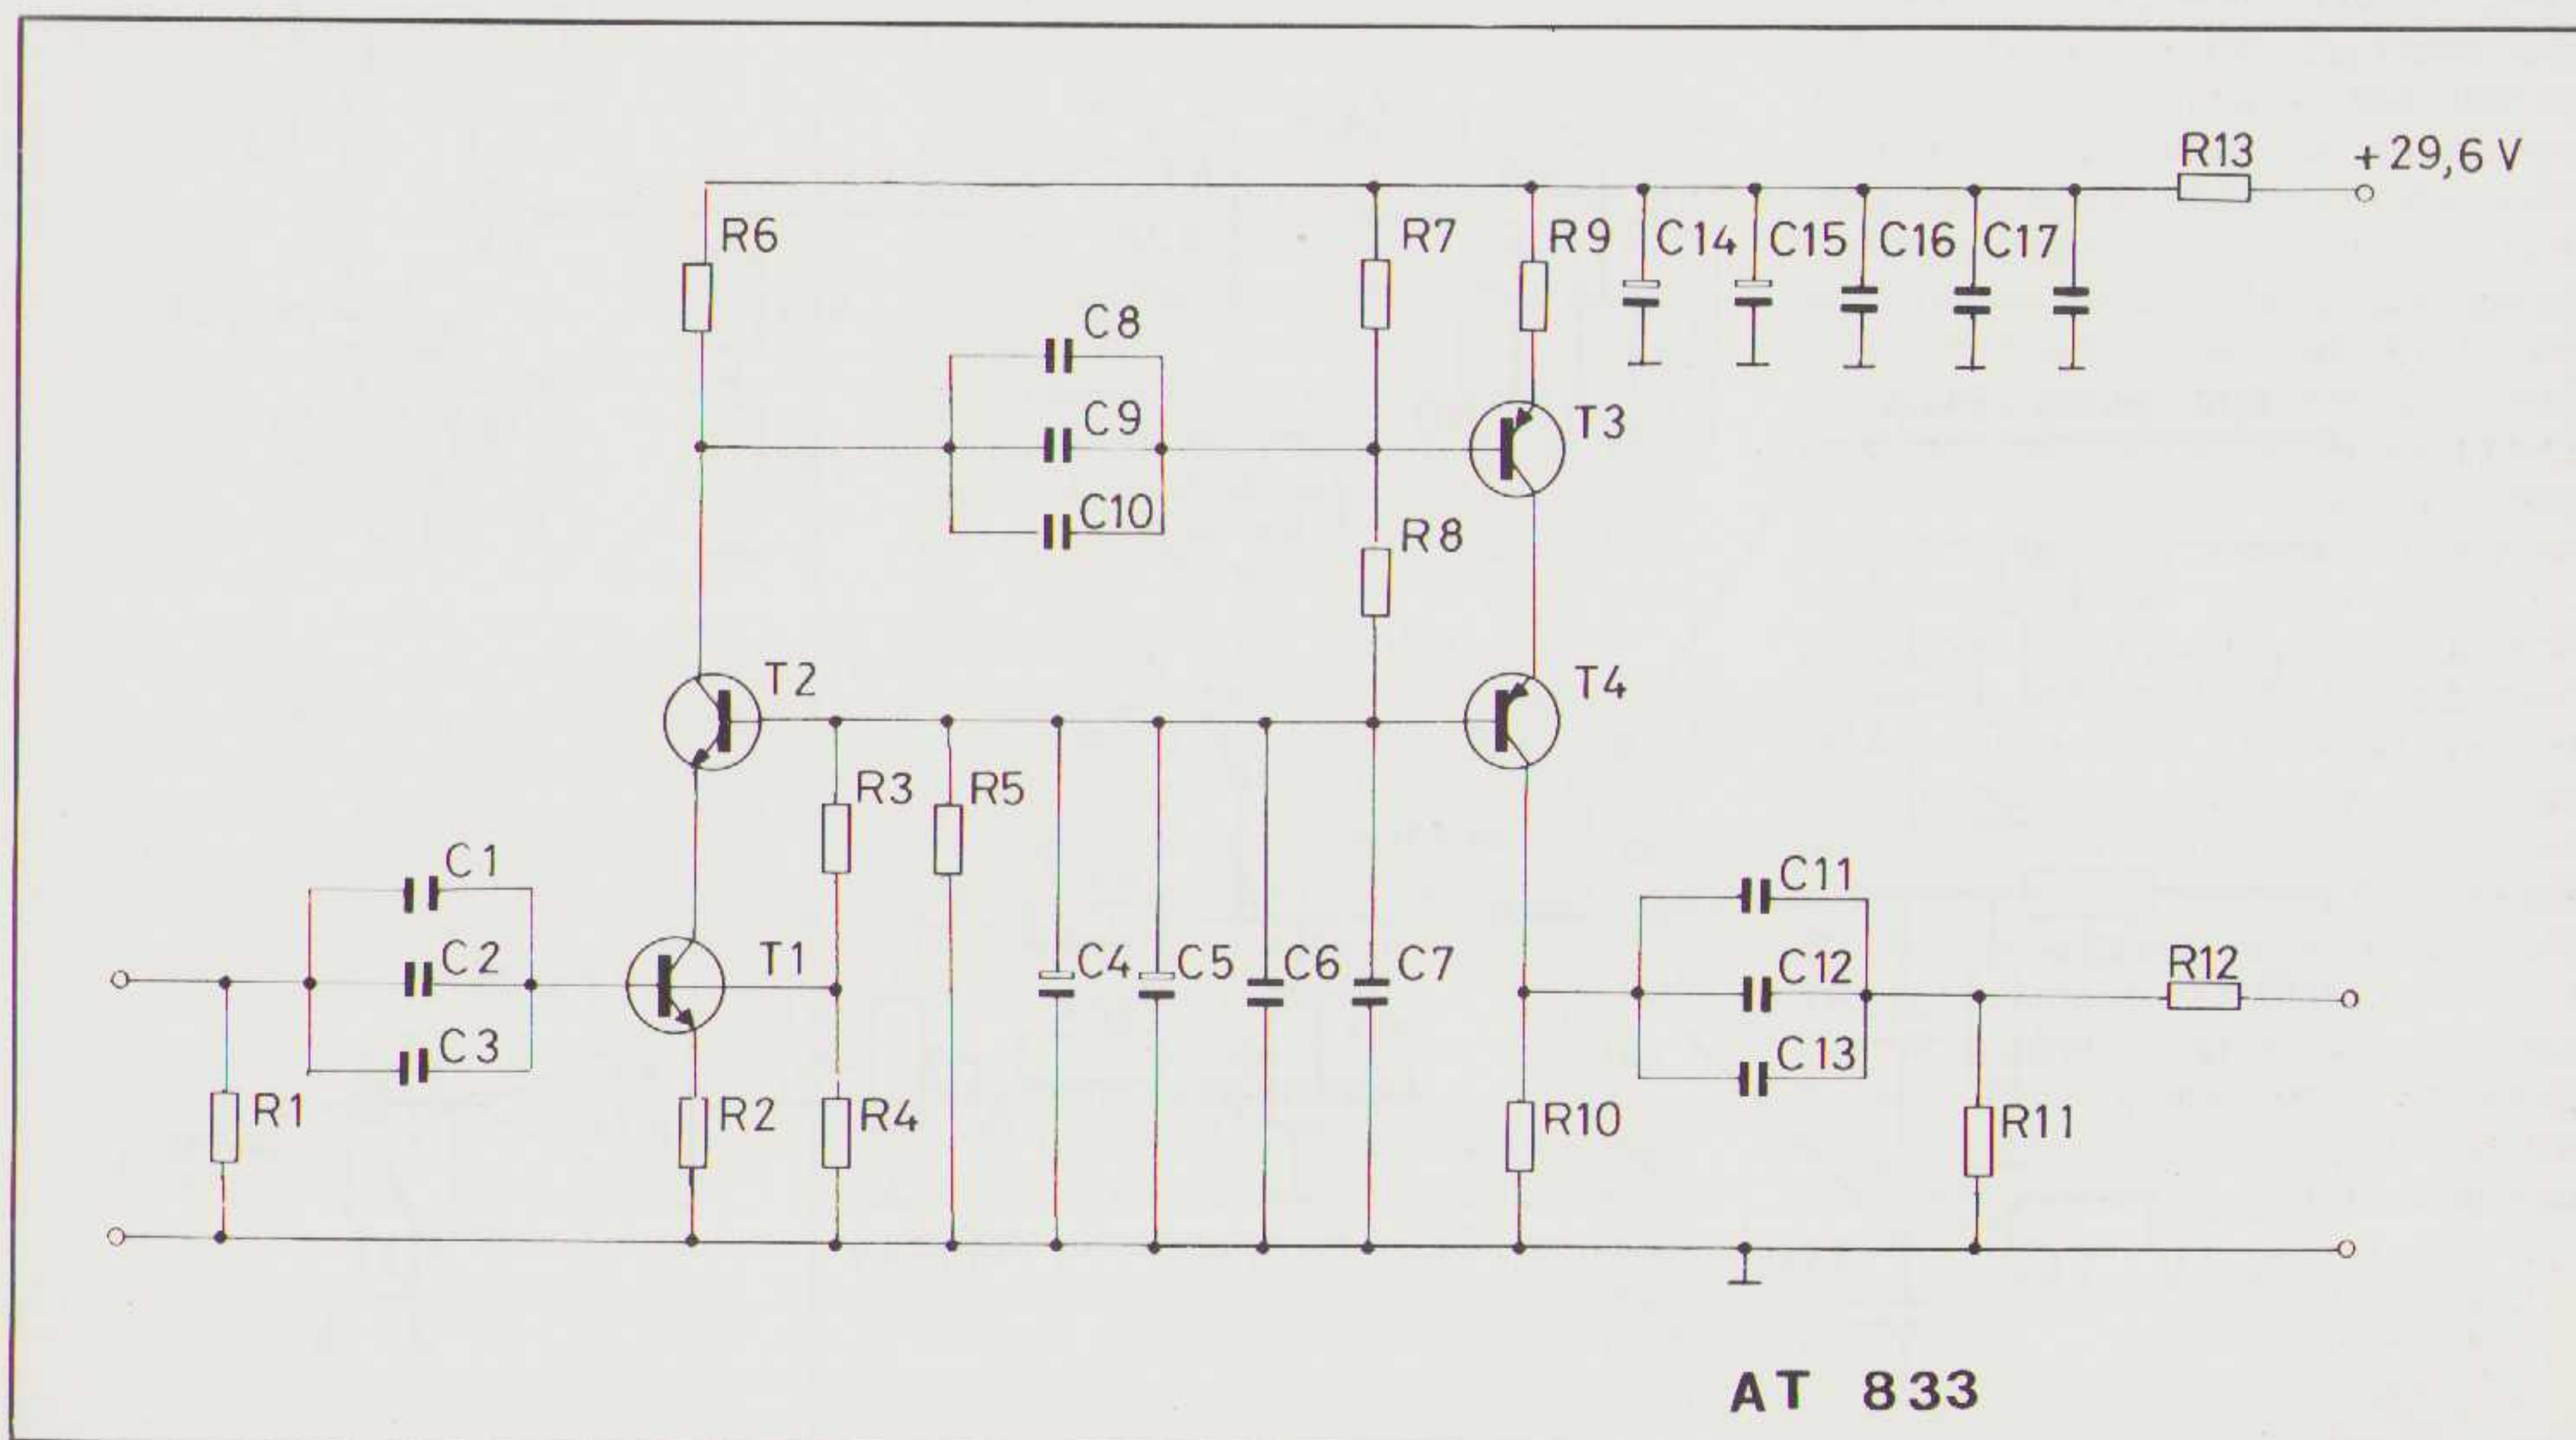 R13 +29,6 V
R6 R7 R9 C14 C15 C16 C17
C8
C9 T3
C10 R8
T2 T4
R3 R5
C1 C11
C2 T1 C4 C5 C6 C7 C12 R12
C3 C13
R1 R2 R4 R10 R11
AT 833